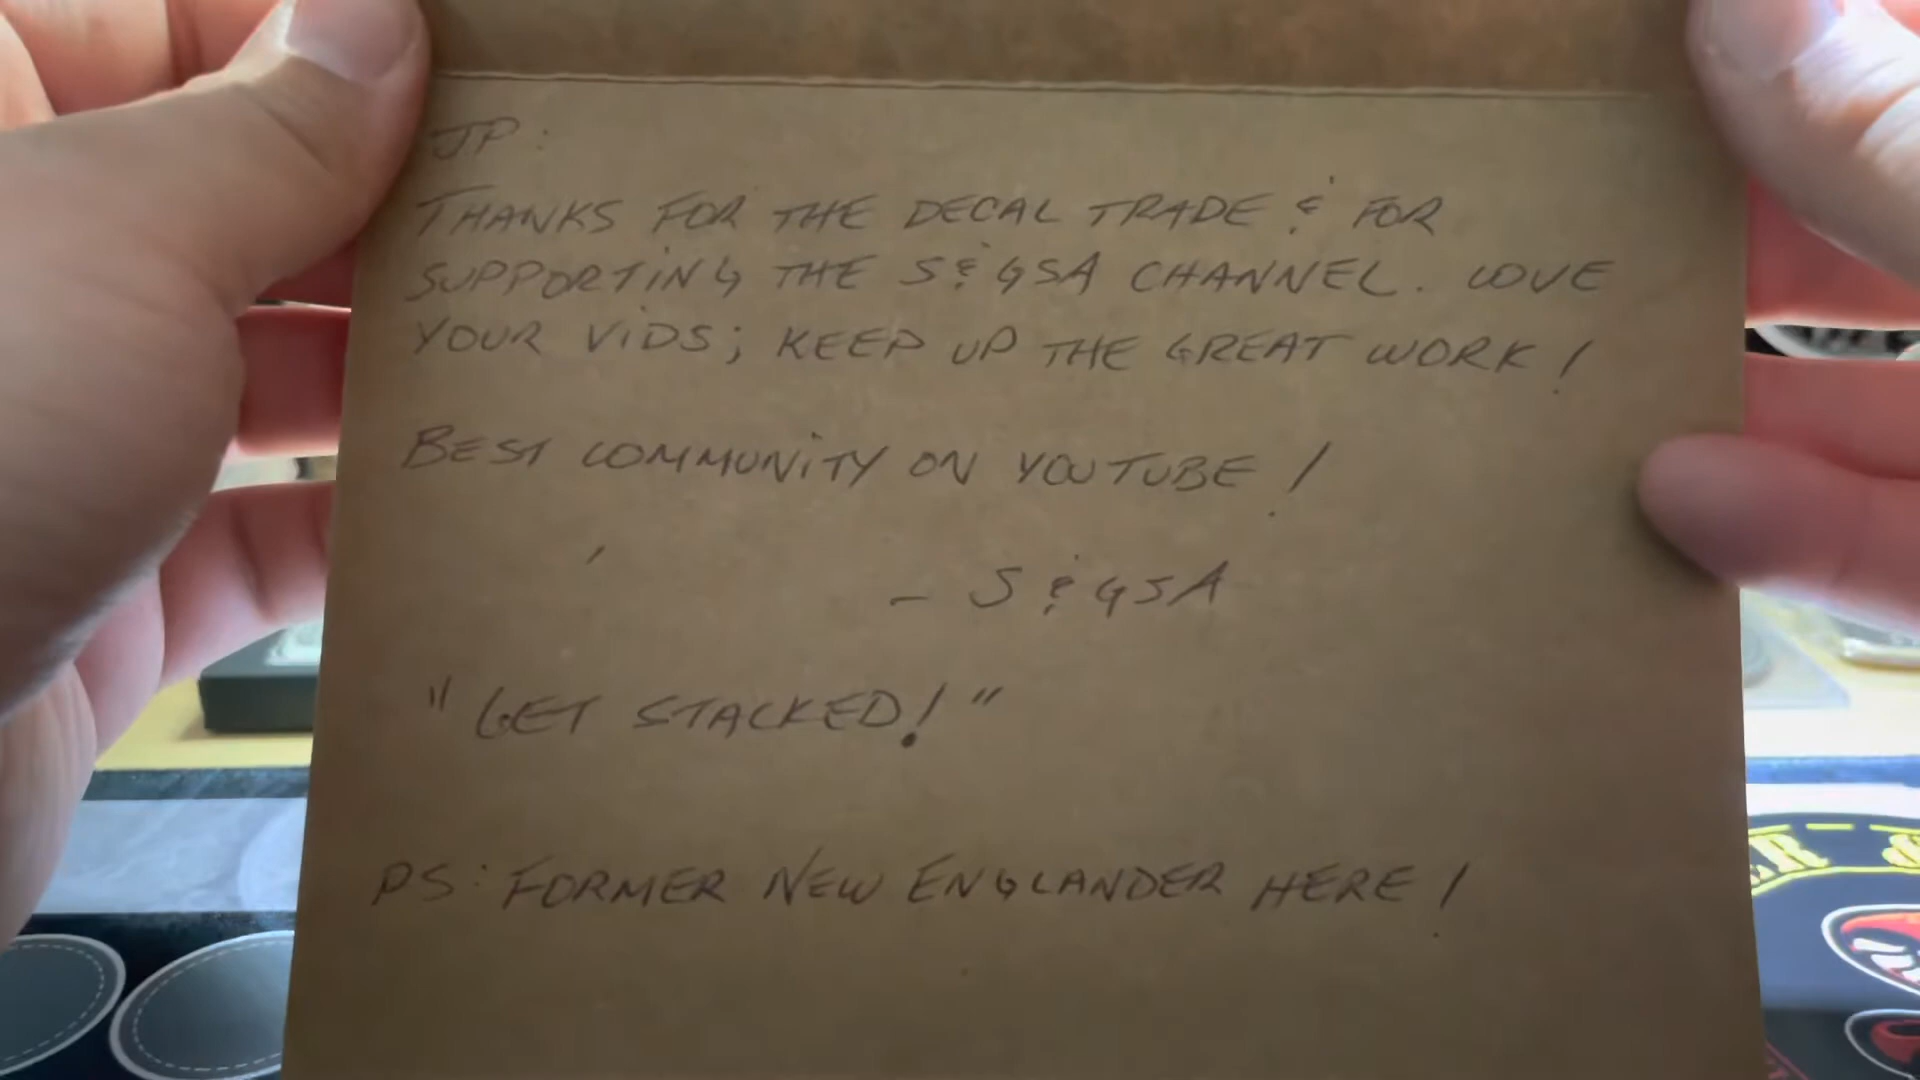 JP:
THANKS FOR THE DECAL TRADE & FOR
SUPPORTING THE S&GSA CHANNEL. LOVE
YOUR VIDS; KEEP UP THE GREAT WORK!
BEST COMMUNITY ON YOUTUBE!
- S&GSA
"GET STACKED!"
PS: FORMER NEW ENGLANDER HERE!